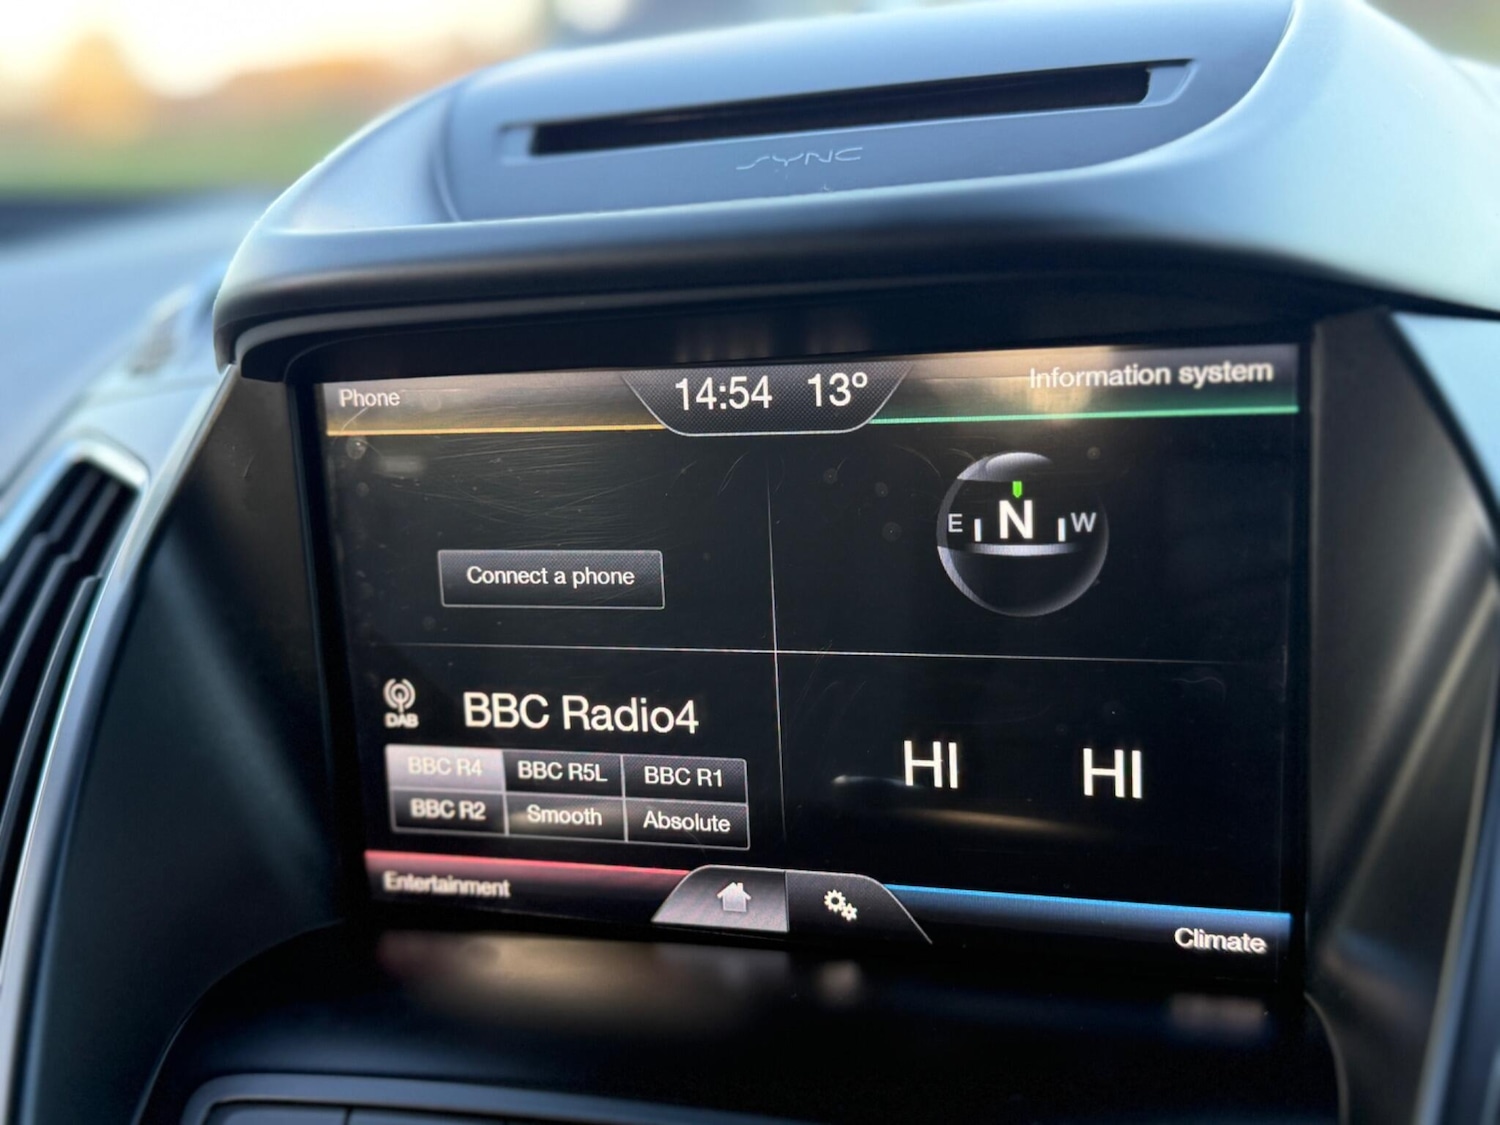 SYNC
Phone
14:54 13°
Information system
E N W
Connect a phone
DAB
BBC Radio4
BBC R4 BBC R5L BBC R1
BBC R2 Smooth Absolute
HI HI
Entertainment
Climate